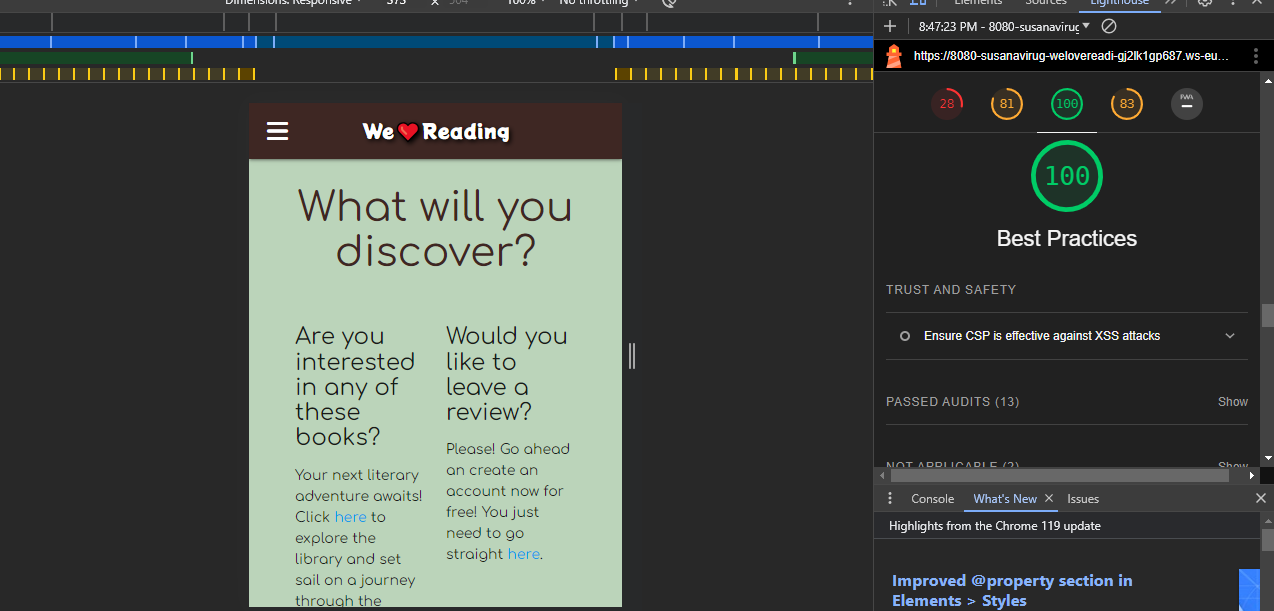 Dimensions: Responsive 375 x 564 100% No throttling
Elements Sources Lighthouse
8:47:23 PM - 8080-susanavirug
https://8080-susanavirug-welovereadi-gj2lk1gp687.ws-eu...
28 81 100 83 PWA
100
Best Practices
TRUST AND SAFETY
Ensure CSP is effective against XSS attacks
PASSED AUDITS (13) Show
NOT APPLICABLE (2) Show
Console What's New Issues
Highlights from the Chrome 119 update
Improved @property section in
Elements > Styles
We Reading
What will you
discover?
Are you
interested
in any of
these
books?
Your next literary
adventure awaits!
Click here to
explore the
library and set
sail on a journey
through the
Would you
like to
leave a
review?
Please! Go ahead
an create an
account now for
free! You just
need to go
straight here.